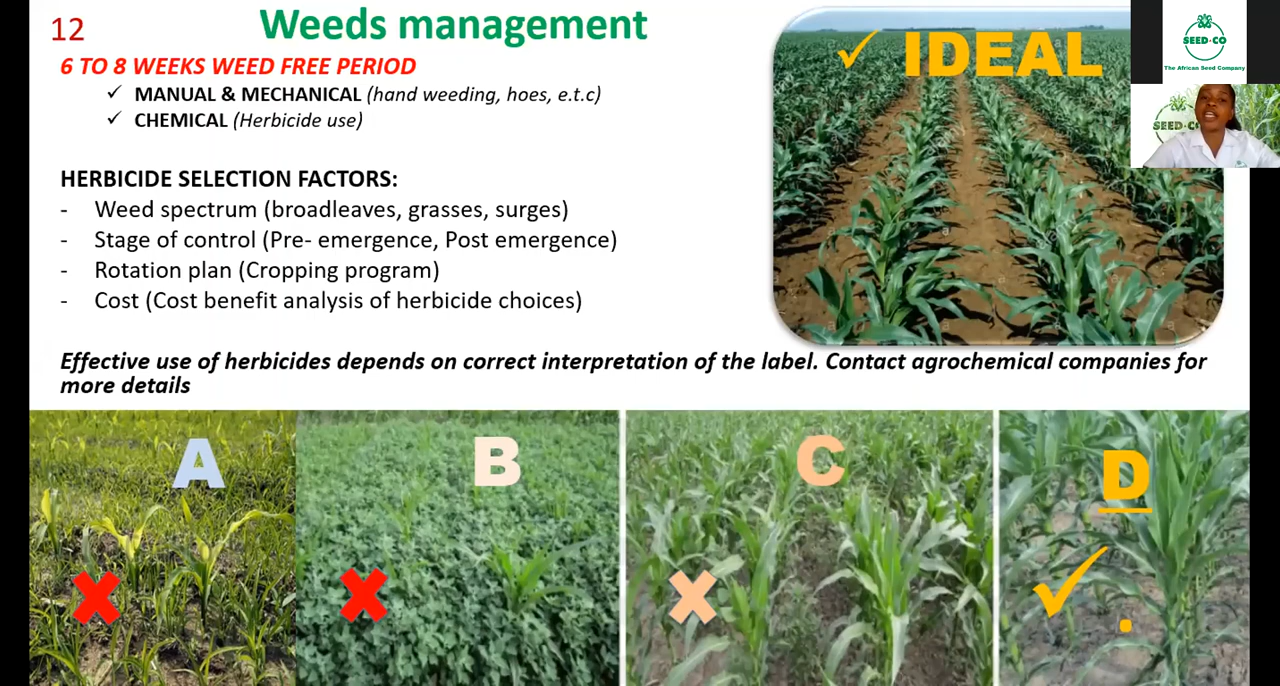 12
Weeds management
6 TO 8 WEEKS WEED FREE PERIOD
✓ MANUAL & MECHANICAL (hand weeding, hoes, e.t.c)
✓ CHEMICAL (Herbicide use)
HERBICIDE SELECTION FACTORS:
- Weed spectrum (broadleaves, grasses, surges)
- Stage of control (Pre- emergence, Post emergence)
- Rotation plan (Cropping program)
- Cost (Cost benefit analysis of herbicide choices)
Effective use of herbicides depends on correct interpretation of the label. Contact agrochemical companies for
more details
✓ IDEAL
SEED·CO
The African Seed Company
SEED·C
A
B
C
D
.